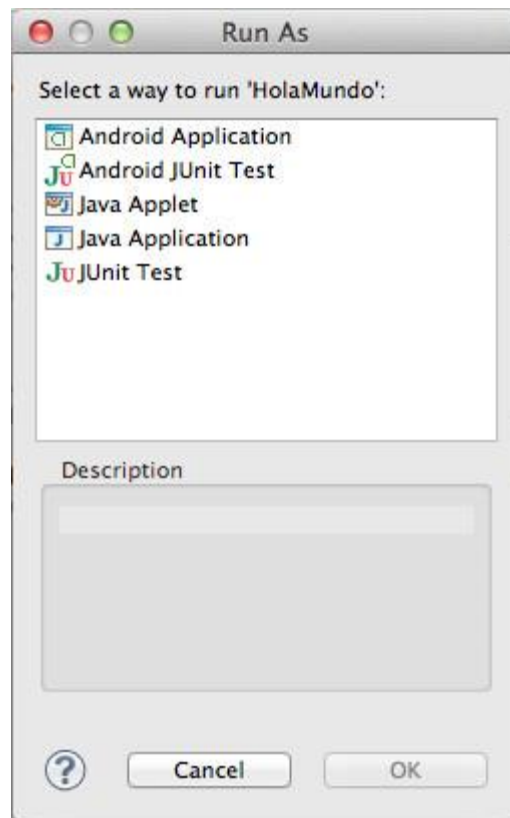 Run As
Select a way to run 'HolaMundo':
Android Application
Android JUnit Test
Java Applet
Java Application
JUnit Test
Description
Cancel
OK